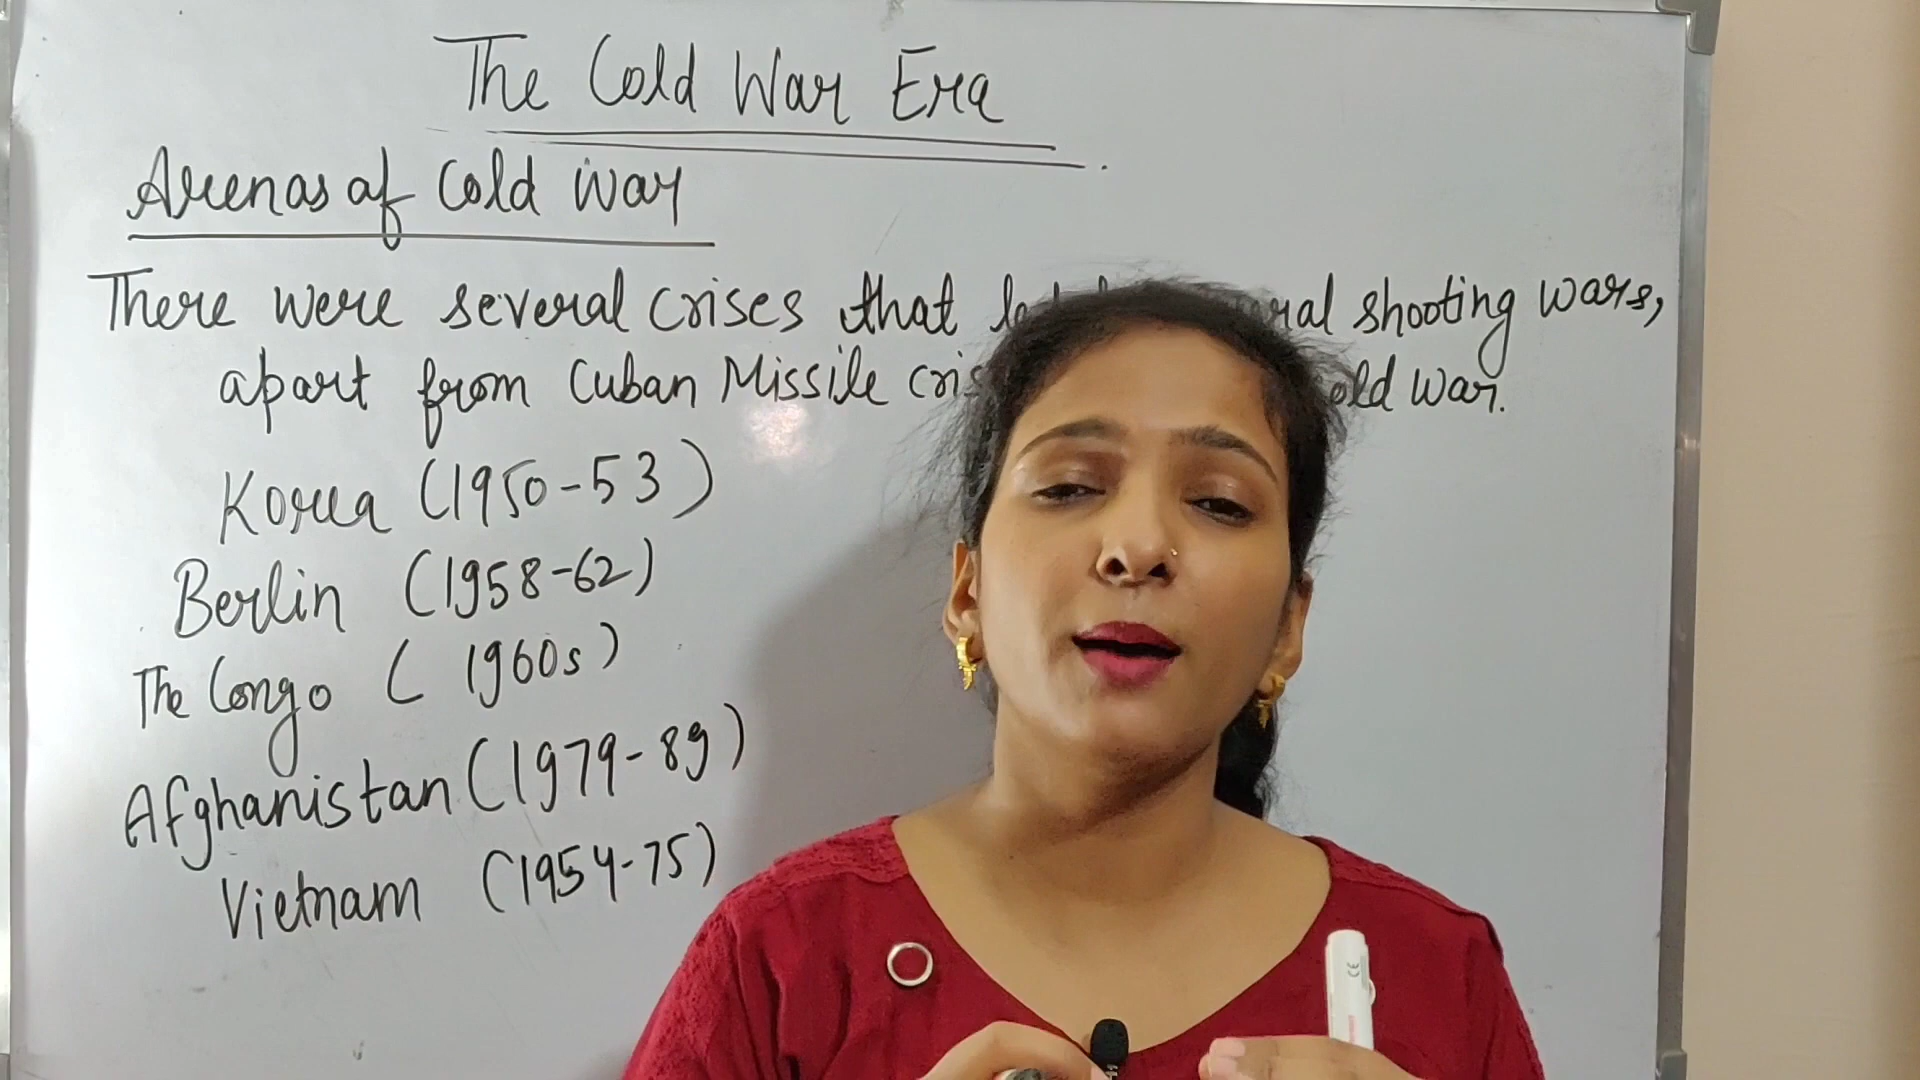 The Cold War Era
Arenas of Cold War
There were several crises that shooting wars,
apart from Cuban Missile Cold War.
Korea (1950-53)
Berlin (1958-62)
The Congo (1960s)
Afghanistan (1979-89)
Vietnam (1954-75)
CE